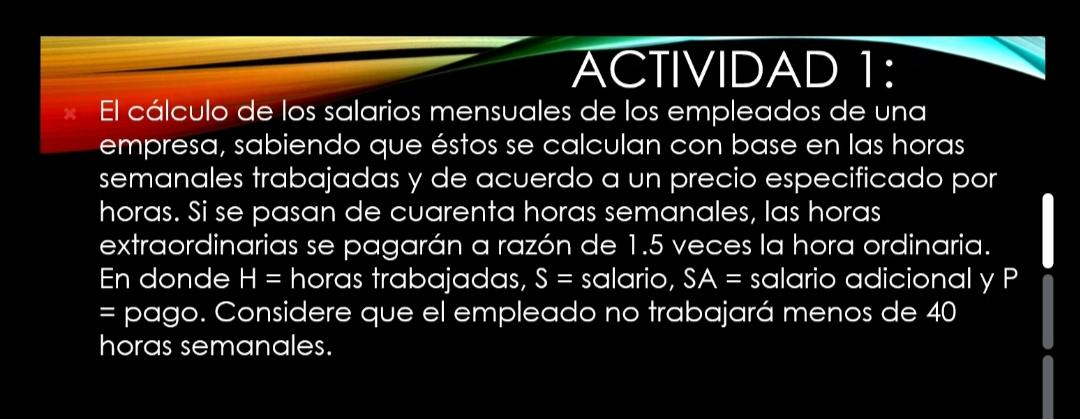 ACTIVIDAD 1:
El cálculo de los salarios mensuales de los empleados de una
empresa, sabiendo que éstos se calculan con base en las horas
semanales trabajadas y de acuerdo a un precio especificado por
horas. Si se pasan de cuarenta horas semanales, las horas
extraordinarias se pagarán a razón de 1.5 veces la hora ordinaria.
En donde H = horas trabajadas, S = salario, SA = salario adicional y P
= pago. Considere que el empleado no trabajará menos de 40
horas semanales.